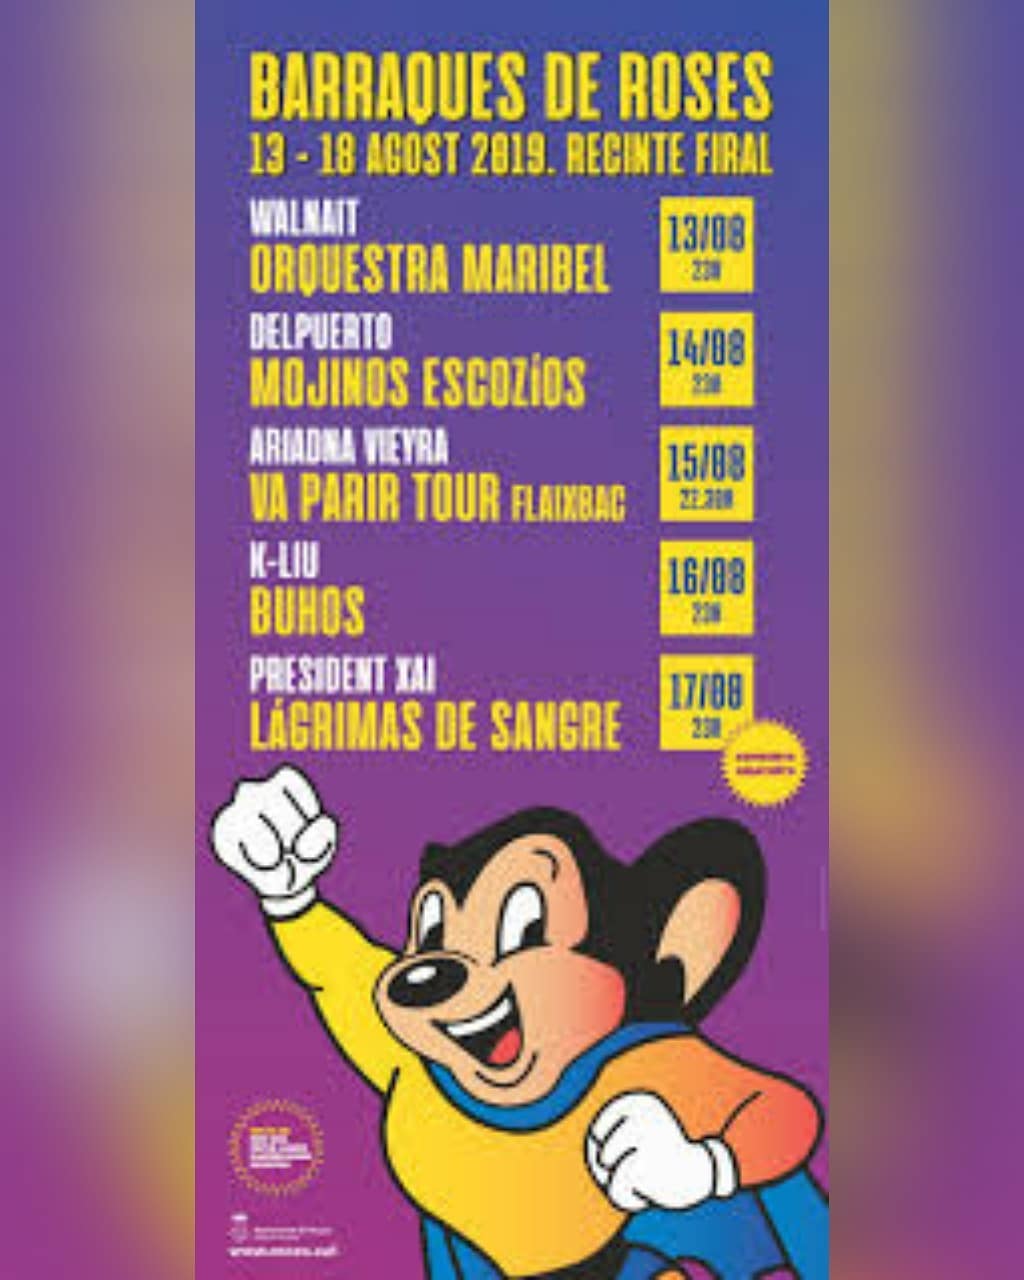 BARRAQUES DE ROSES
13 - 18 AGOST 2019. RECINTE FIRAL
WALNAIT
ORQUESTRA MARIBEL
13/08
23H
DELPUERTO
MOJINOS ESCOZÍOS
14/08
23H
ARIADNA VIEYRA
VA PARIR TOUR FLAIXBAC
15/08
22.30H
K-LIU
BUHOS
16/08
23H
PRESIDENT XAI
LÁGRIMAS DE SANGRE
17/08
23H